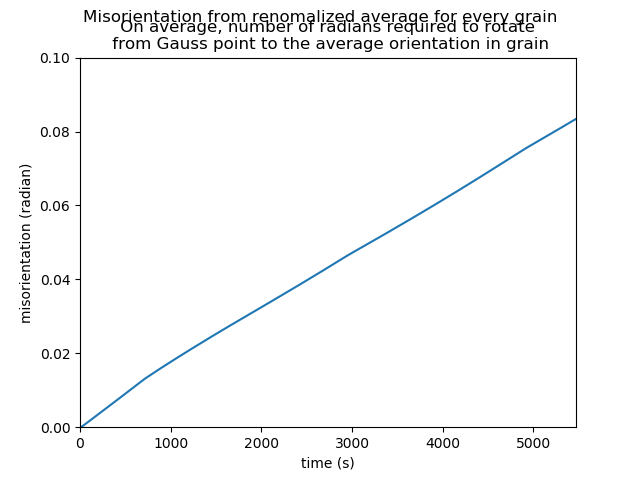 Misorientation from renomalized average for every grain
On average, number of radians required to rotate
from Gauss point to the average orientation in grain
0.10
0.08
0.06
0.04
0.02
0.00
misorientation (radian)
0 1000 2000 3000 4000 5000
time (s)